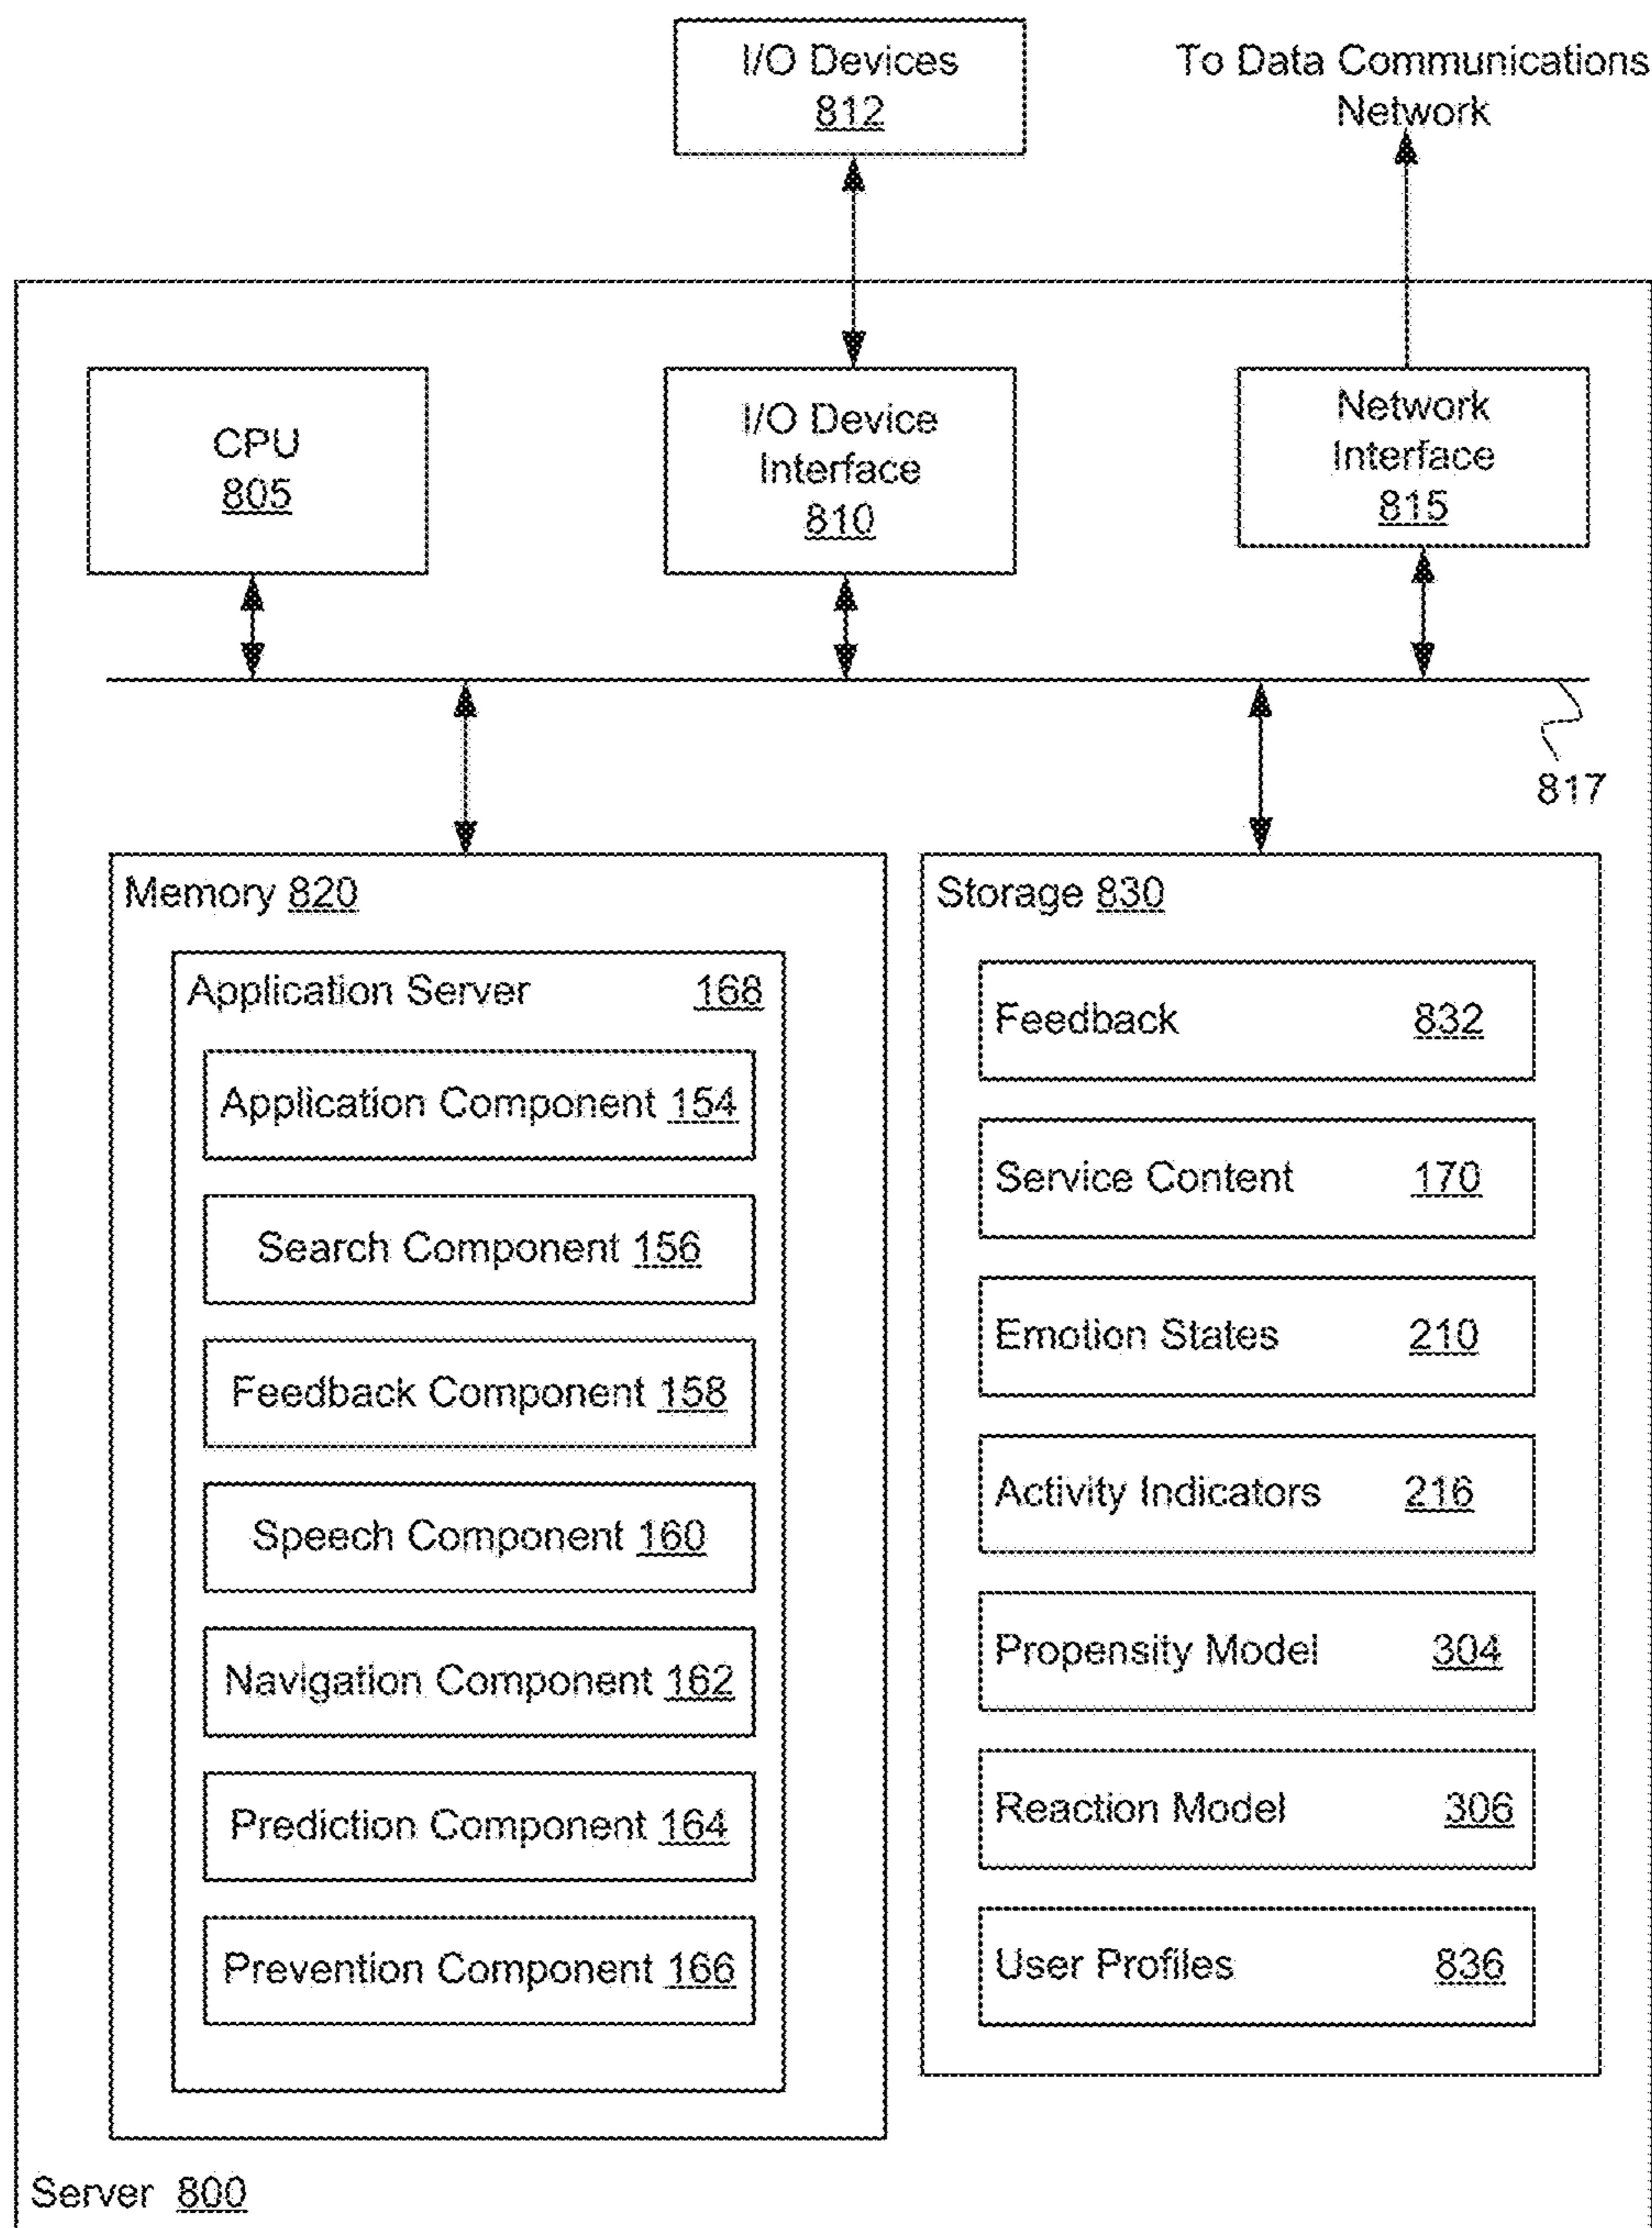 I/O Devices
812
To Data Communications
Network
CPU
805
I/O Device
Interface
810
Network
Interface
815
817
Memory 820
Application Server 168
Application Component 154
Search Component 156
Feedback Component 158
Speech Component 160
Navigation Component 162
Prediction Component 164
Prevention Component 166
Storage 830
Feedback 832
Service Content 170
Emotion States 210
Activity Indicators 216
Propensity Model 304
Reaction Model 306
User Profiles 836
Server 800